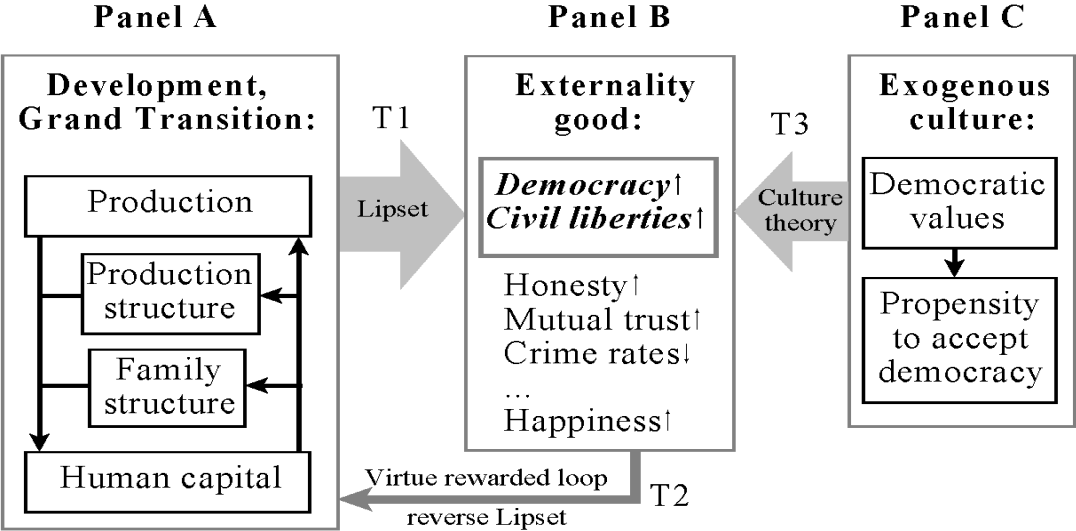 Panel A
Development,
Grand Transition:
Production
Production
structure
Family
structure
Human capital
T1
Lipset
Panel B
Externality
good:
Democracy↑
Civil liberties↑
Honesty↑
Mutual trust↑
Crime rates↓
...
Happiness↑
Virtue rewarded loop
reverse Lipset
T2
T3
Culture
theory
Panel C
Exogenous
culture:
Democratic
values
Propensity
to accept
democracy